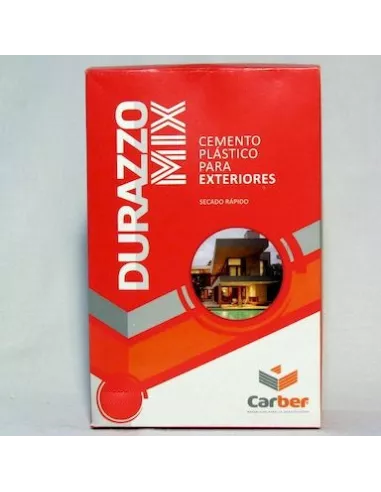 DURAZZO
MIX
CEMENTO
PLÁSTICO
PARA
EXTERIORES
SECADO RÁPIDO
Carber